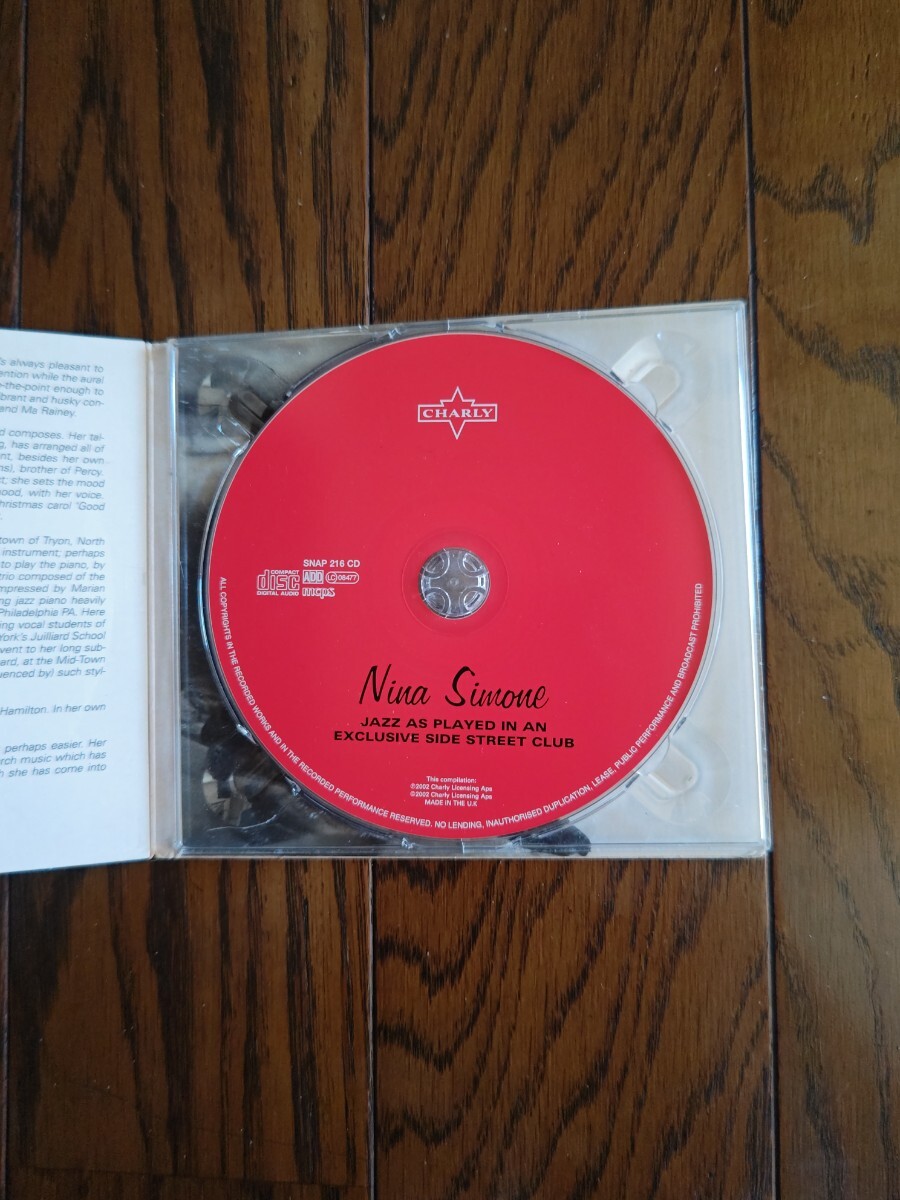 's always pleasant to
ention while the aural
-the-point enough to
brant and husky con-
and Ma Rainey.
d composes. Her tal-
g, has arranged all of
nt, besides her own
ns), brother of Percy.
ct; she sets the mood
ood, with her voice.
christmas carol 'Good
town of Tryon, North
instrument; perhaps
to play the piano, by
trio composed of the
mpressed by Marian
ng jazz piano heavily
Philadelphia PA. Here
ing vocal students of
York's Juilliard School
vent to her long sub-
ard, at the Mid-Town
uenced by) such styl-
Hamilton. In her own
perhaps easier. Her
rch music which has
h she has come into
CHARLY
SNAP 216 CD
COMPACT
disc
DIGITAL AUDIO
ADD
LC 08477
mcps
Nina Simone
JAZZ AS PLAYED IN AN
EXCLUSIVE SIDE STREET CLUB
This compilation:
℗2002 Charly Licensing Aps
©2002 Charly Licensing Aps
MADE IN THE U.K
ALL COPYRIGHTS IN THE RECORDED WORKS AND IN THE RECORDED PERFORMANCE RESERVED. NO LENDING, INAUTHORISED DUPLICATION, LEASE, PUBLIC PERFORMANCE AND BROADCAST PROHIBITED